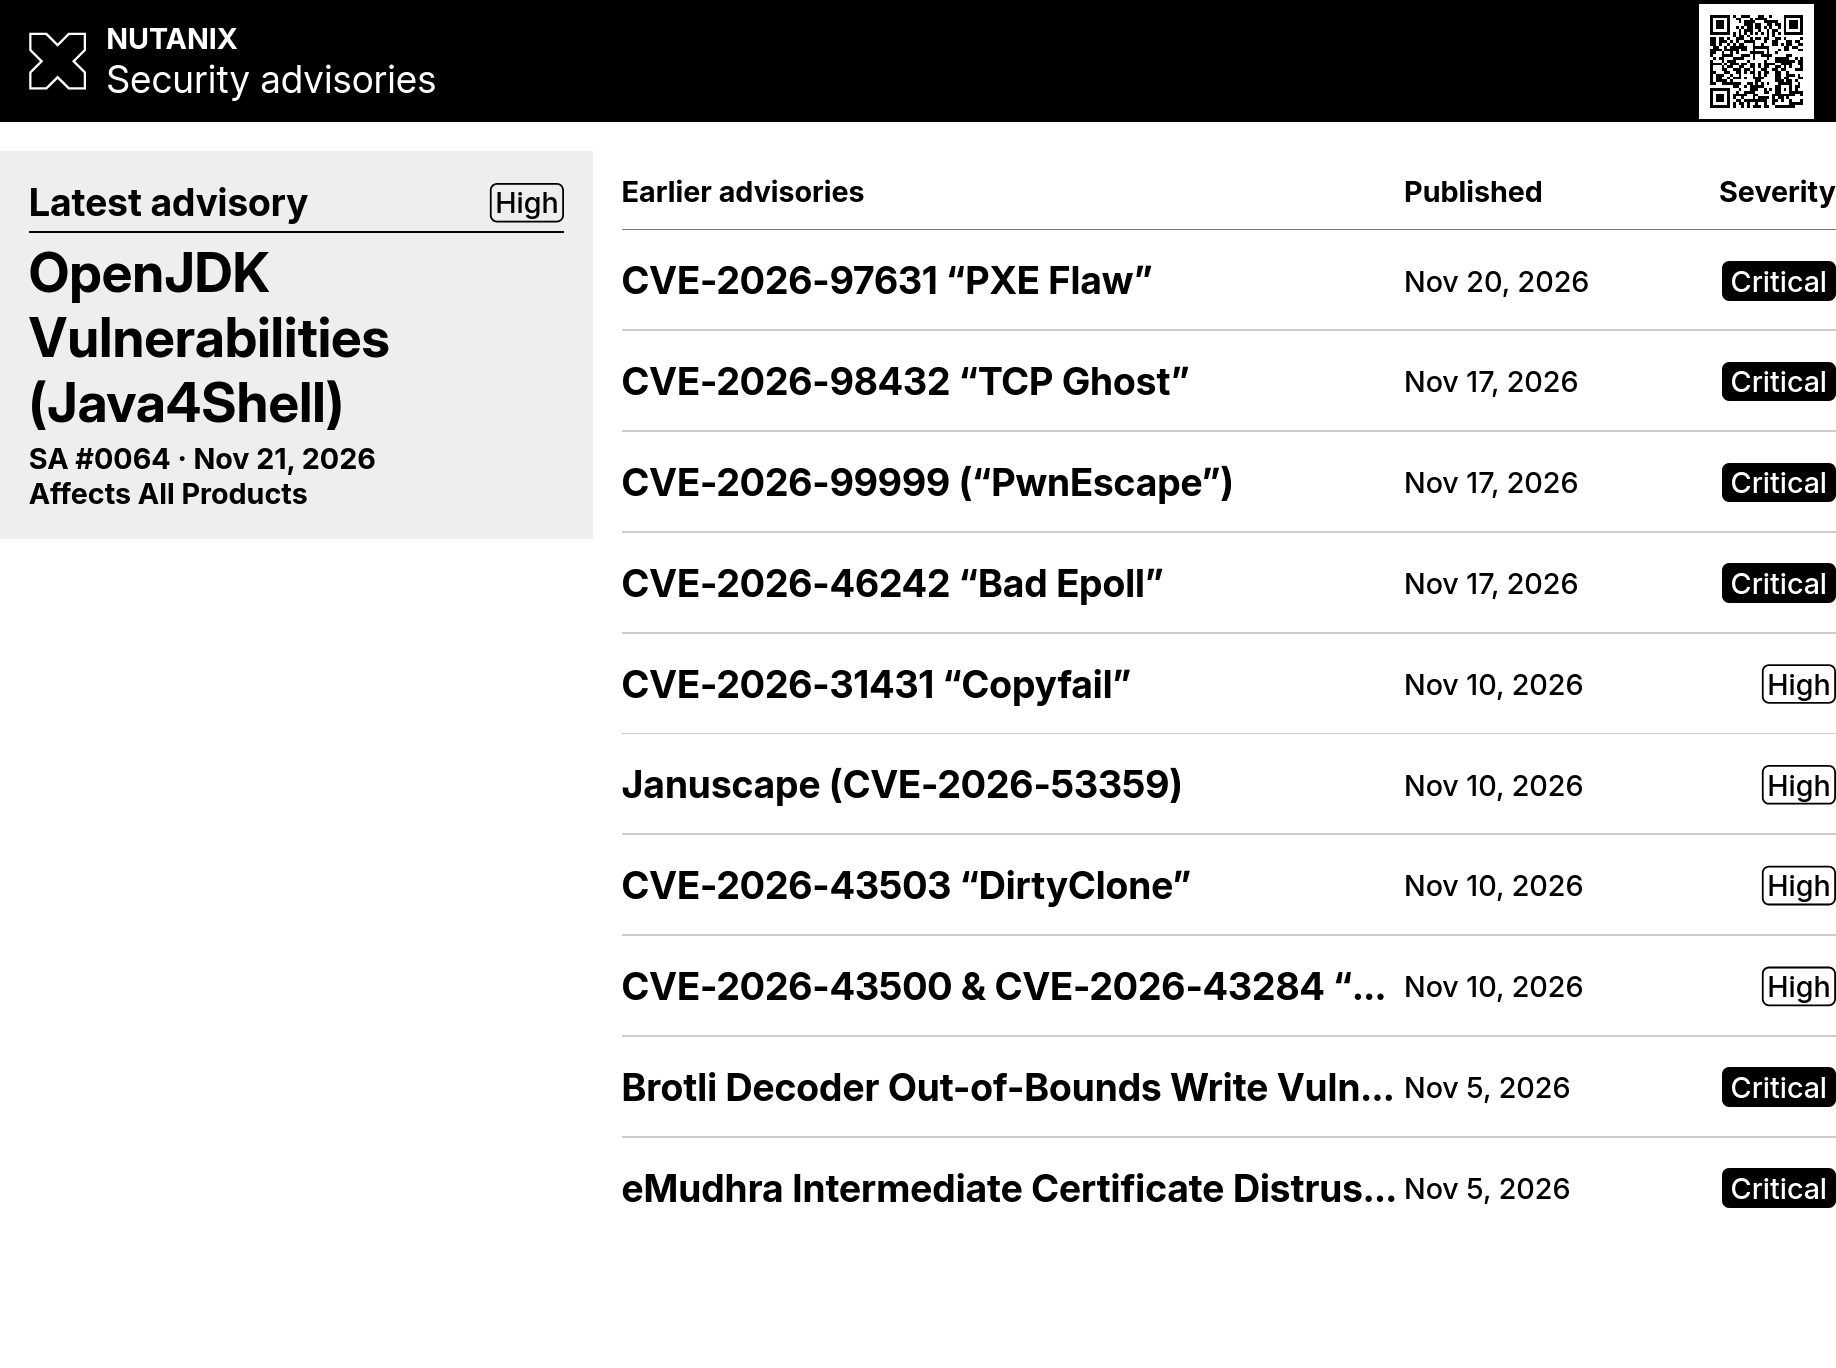 NUTANIX
Security advisories
Latest advisory High
OpenJDK
Vulnerabilities
(Java4Shell)
SA #0064 · Nov 21, 2026
Affects All Products
Earlier advisories Published Severity
CVE-2026-97631 “PXE Flaw” Nov 20, 2026 Critical
CVE-2026-98432 “TCP Ghost” Nov 17, 2026 Critical
CVE-2026-99999 (“PwnEscape”) Nov 17, 2026 Critical
CVE-2026-46242 “Bad Epoll” Nov 17, 2026 Critical
CVE-2026-31431 “Copyfail” Nov 10, 2026 High
Januscape (CVE-2026-53359) Nov 10, 2026 High
CVE-2026-43503 “DirtyClone” Nov 10, 2026 High
CVE-2026-43500 & CVE-2026-43284 “... Nov 10, 2026 High
Brotli Decoder Out-of-Bounds Write Vuln... Nov 5, 2026 Critical
eMudhra Intermediate Certificate Distrus... Nov 5, 2026 Critical